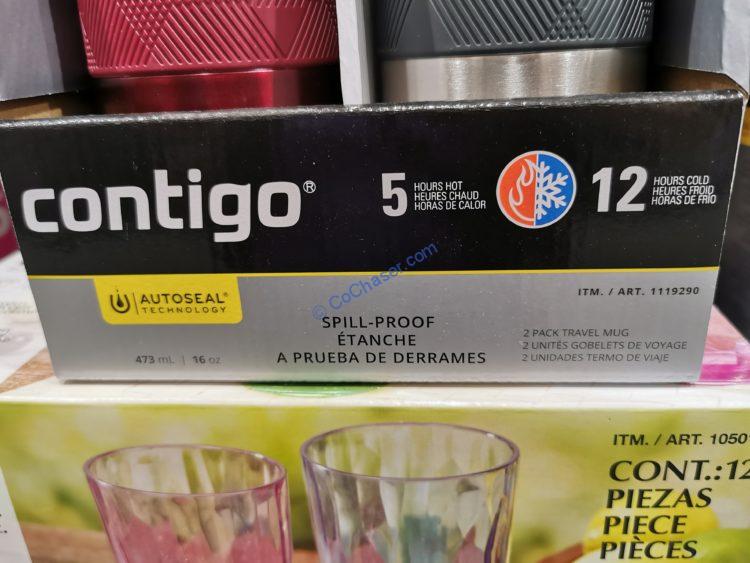 contigo®
5 HOURS HOT
HEURES CHAUD
HORAS DE CALOR
12 HOURS COLD
HEURES FROID
HORAS DE FRÍO
AUTOSEAL®
TECHNOLOGY
ITM. / ART. 1119290
© CoChaser.com
SPILL-PROOF
ÉTANCHE
A PRUEBA DE DERRAMES
473 mL | 16 oz
2 PACK TRAVEL MUG
2 UNITÉS GOBELETS DE VOYAGE
2 UNIDADES TERMO DE VIAJE
ITM. / ART. 1050
CONT.:12
PIEZAS
PIECE
PIÈCES